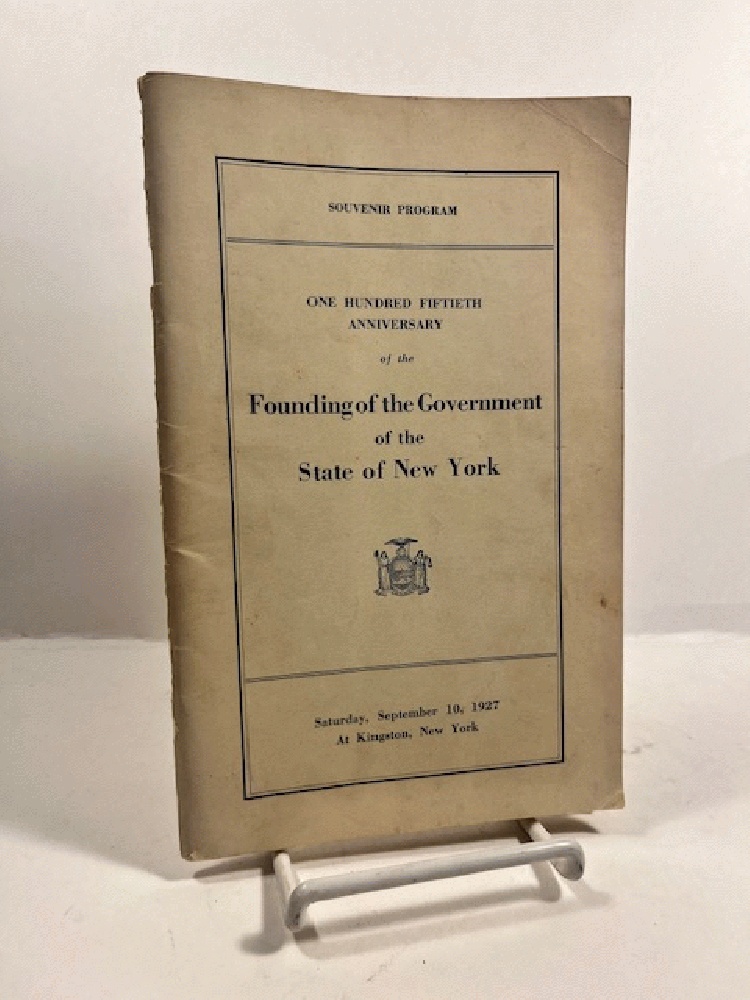 SOUVENIR PROGRAM
ONE HUNDRED FIFTIETH
ANNIVERSARY
of the
Founding of the Government
of the
State of New York
Saturday, September 10, 1927
At Kingston, New York